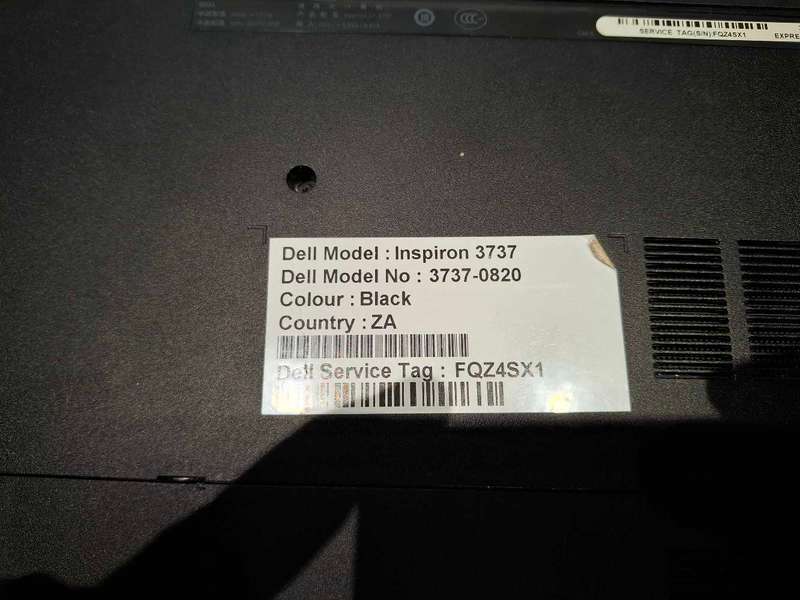 SERVICE TAG(S/N):FQZ4SX1
EXPRE
Dell Model : Inspiron 3737
Dell Model No : 3737-0820
Colour : Black
Country : ZA
Dell Service Tag : FQZ4SX1